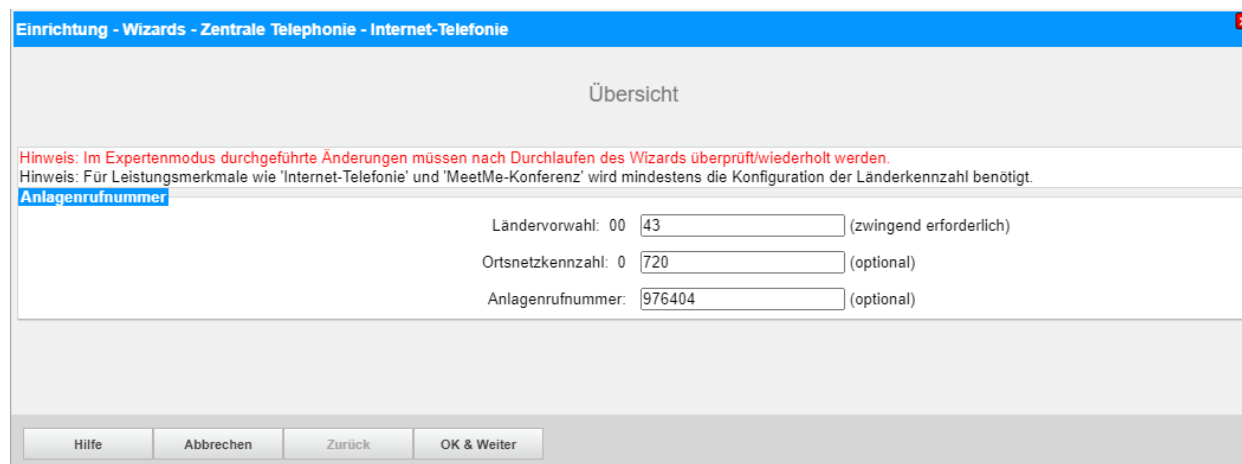 Einrichtung - Wizards - Zentrale Telephonie - Internet-Telefonie
Übersicht
Hinweis: Im Expertenmodus durchgeführte Änderungen müssen nach Durchlaufen des Wizards überprüft/wiederholt werden.
Hinweis: Für Leistungsmerkmale wie 'Internet-Telefonie' und 'MeetMe-Konferenz' wird mindestens die Konfiguration der Länderkennzahl benötigt.
Anlagenrufnummer
Ländervorwahl: 00 43 (zwingend erforderlich)
Ortsnetzkennzahl: 0 720 (optional)
Anlagenrufnummer: 976404 (optional)
Hilfe Abbrechen Zurück OK & Weiter